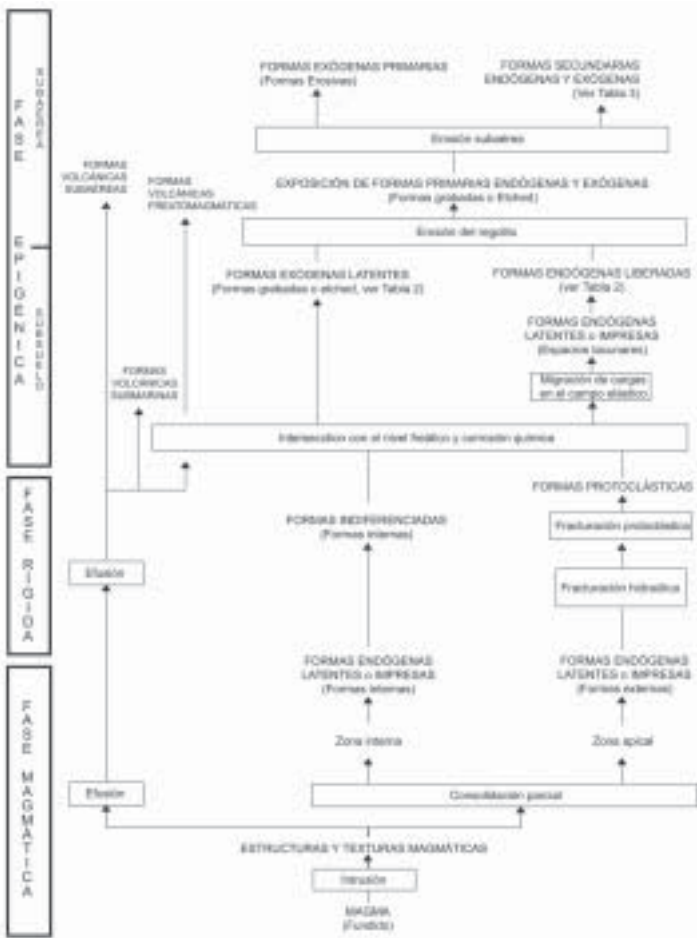 FORMAS EXÓGENAS PRIMARIAS
(Formas Erosivas)
FORMAS SECUNDARIAS
ENDÓGENAS Y EXÓGENAS
(Ver Tabla 3)
FASE EPIGÉNICA
SUBAÉREA
SUBSUELO
Erosión subaérea
FORMAS
VOLCÁNICAS
SUBAÉREAS
FORMAS
VOLCÁNICAS
FREATOMAGMÁTICAS
EXPOSICIÓN DE FORMAS PRIMARIAS ENDÓGENAS Y EXÓGENAS
(Formas grabadas o Etched)
Erosión del regolito
FORMAS EXÓGENAS LATENTES
(Formas grabadas o etched, ver Tabla 2)
FORMAS ENDÓGENAS LIBERADAS
(ver Tabla 2)
FORMAS ENDÓGENAS
LATENTES o IMPRESAS
(Espacios lacunares)
FORMAS
VOLCÁNICAS
SUBMARINAS
Migración de cargas
en el campo elástico
con el nivel freático y corrosión química
FASE RÍGIDA
FORMAS PROTOCLÁSTICAS
FORMAS INDIFERENCIADAS
(Formas internas)
Fracturación protoclástica
Efusión
Fracturación hidraúlica
FASE MAGMÁTICA
FORMAS ENDÓGENAS
LATENTES o IMPRESAS
(Formas internas)
FORMAS ENDÓGENAS
LATENTES o IMPRESAS
(Formas externas)
Zona interna
Zona apical
Efusión
Consolidación parcial
ESTRUCTURAS Y TEXTURAS MAGMÁTICAS
Intrusión
MAGMA
(Fundido)